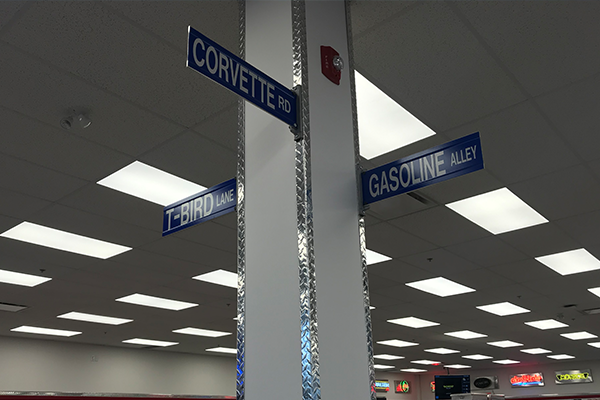 CORVETTE RD
T-BIRD LANE
GASOLINE ALLEY